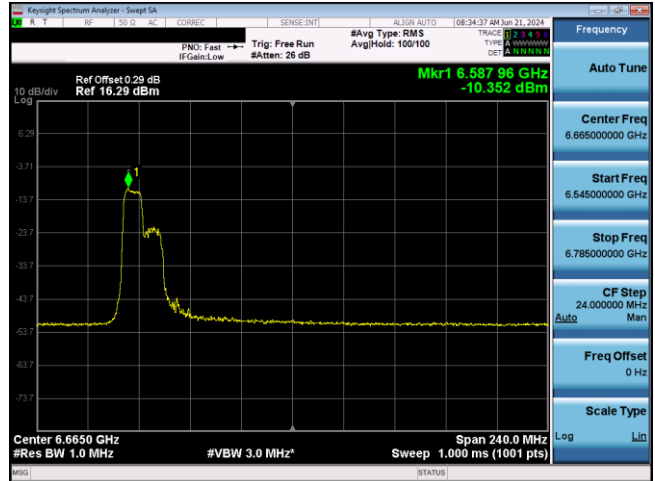 Keysight Spectrum Analyzer - Swept SA
R T RF 50 Ω AC CORREC SENSE:INT ALIGN AUTO 08:34:37 AM Jun 21, 2024
PNO: Fast
IFGain:Low
Trig: Free Run
#Atten: 26 dB
#Avg Type: RMS
Avg|Hold: 100/100
TRACE 1 2 3 4 5 6
TYPE A WWWWW
DET A N N N N N
Frequency
Ref Offset 0.29 dB
10 dB/div Ref 16.29 dBm
Log
Mkr1 6.587 96 GHz
-10.352 dBm
6.29
-3.71
-13.7
-23.7
-33.7
-43.7
-53.7
-63.7
-73.7
1
Center 6.6650 GHz
#Res BW 1.0 MHz
#VBW 3.0 MHz*
Span 240.0 MHz
Sweep 1.000 ms (1001 pts)
Auto Tune
Center Freq
6.665000000 GHz
Start Freq
6.545000000 GHz
Stop Freq
6.785000000 GHz
CF Step
24.000000 MHz
Auto Man
Freq Offset
0 Hz
Scale Type
Log Lin
MSG STATUS